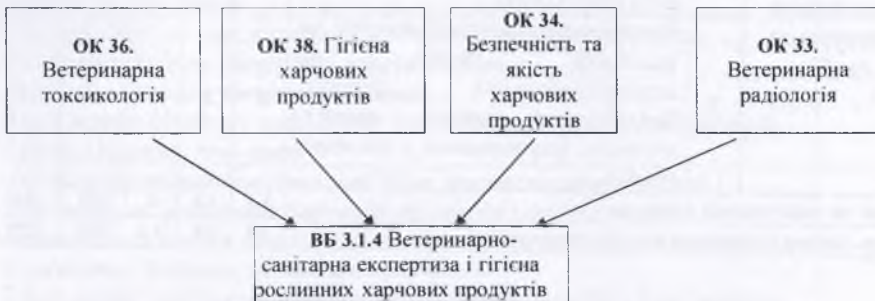 ОК 36.
Ветеринарна
токсикологія
ОК 38. Гігієна
харчових
продуктів
ОК 34.
Безпечність та
якість
харчових
продуктів
ОК 33.
Ветеринарна
радіологія
ВБ 3.1.4 Ветеринарно-
санітарна експертиза і гігієна
рослинних харчових продуктів